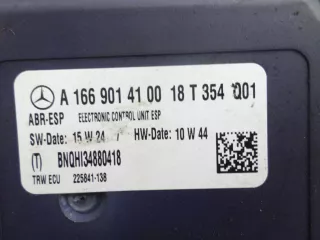 A 166 901 41 00 18 T 354 001
ABR-ESP ELECTRONIC CONTROL UNIT ESP
SW-Date: 15 W 24 / HW-Date: 10 W 44
(T) BNQHI34880418
TRW ECU 225841-138